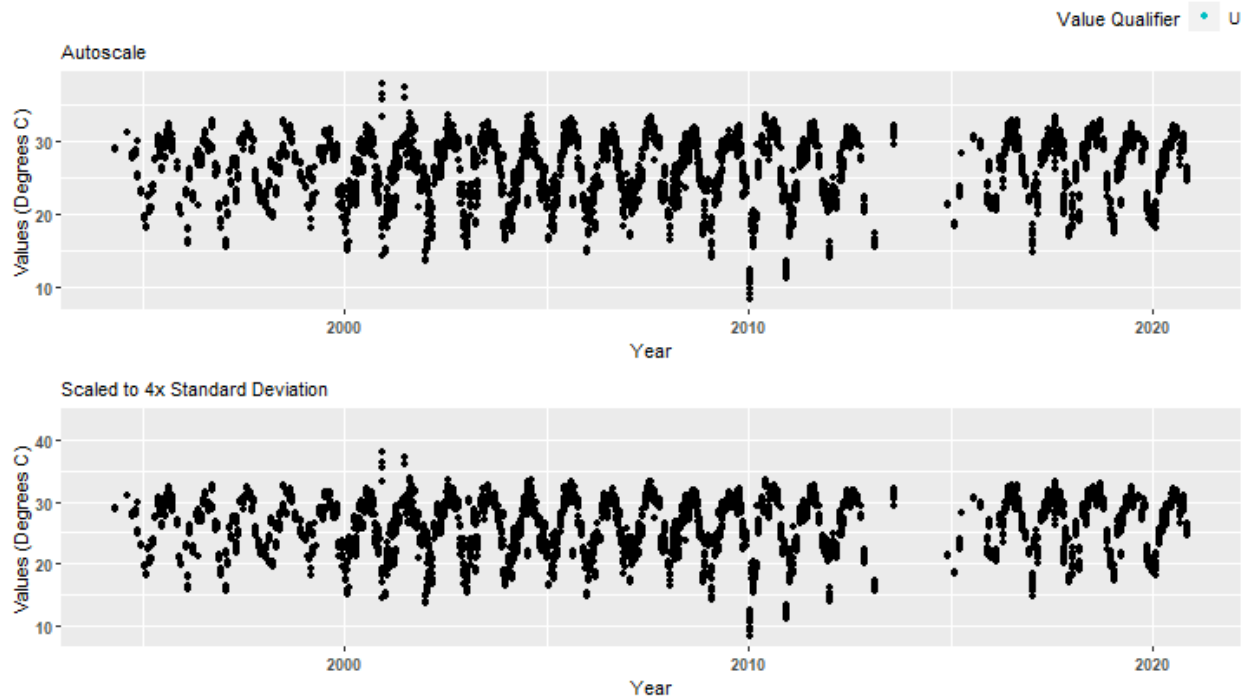 Value Qualifier U
Autoscale
Values (Degrees C)
30
20
10
2000 2010 2020
Year
Scaled to 4x Standard Deviation
Values (Degrees C)
40
30
20
10
2000 2010 2020
Year